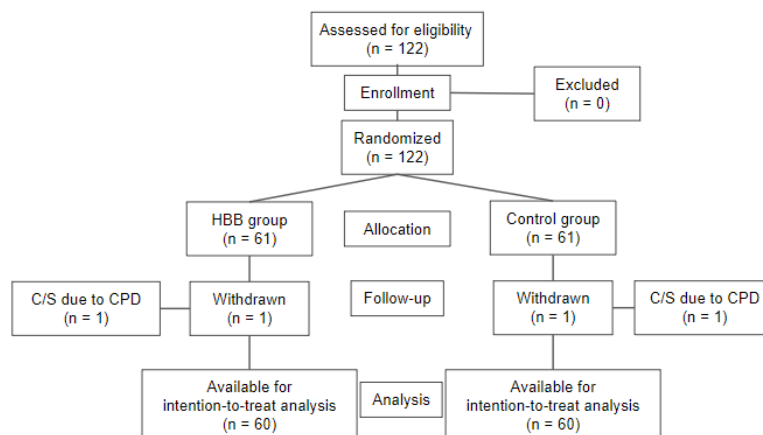 Assessed for eligibility
(n = 122)
Enrollment
Excluded
(n = 0)
Randomized
(n = 122)
HBB group
(n = 61)
Allocation
Control group
(n = 61)
C/S due to CPD
(n = 1)
Withdrawn
(n = 1)
Follow-up
Withdrawn
(n = 1)
C/S due to CPD
(n = 1)
Available for
intention-to-treat analysis
(n = 60)
Analysis
Available for
intention-to-treat analysis
(n = 60)